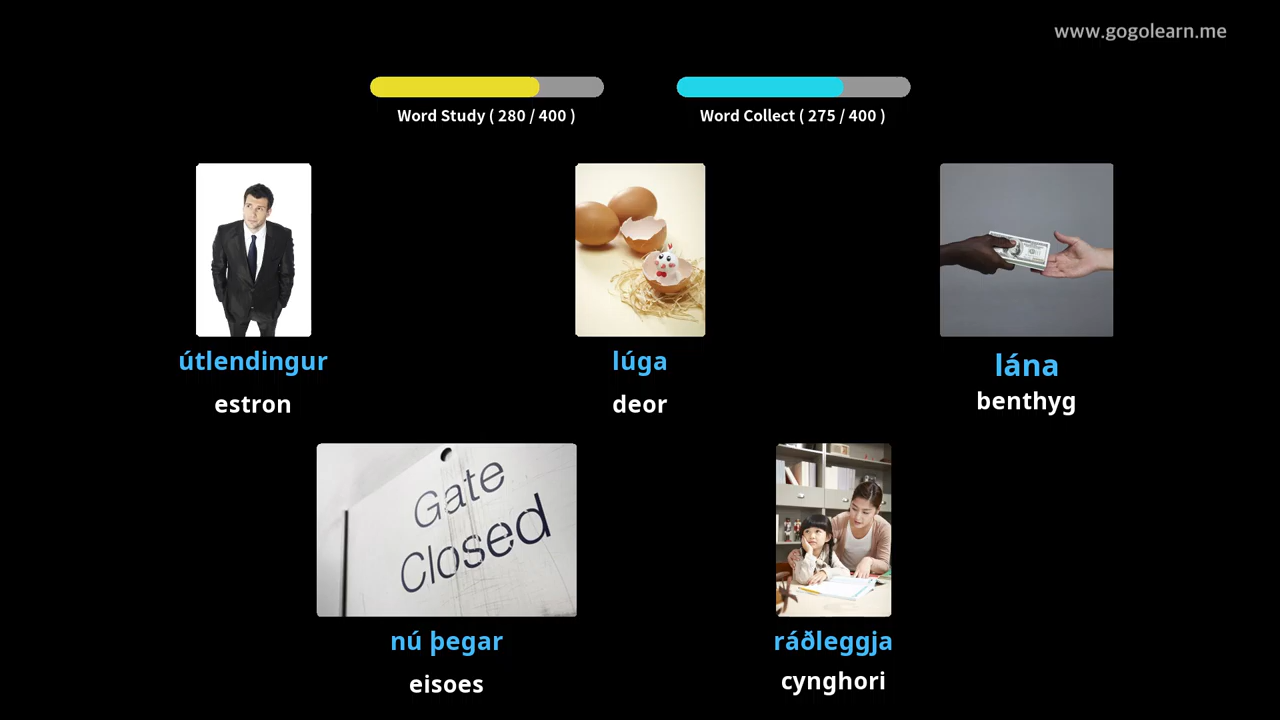 www.gogolearn.me
Word Study ( 280 / 400 )
Word Collect ( 275 / 400 )
útlendingur
lúga
lána
estron
deor
benthyg
Gate
Closed
nú þegar
ráðleggja
eisoes
cynghori